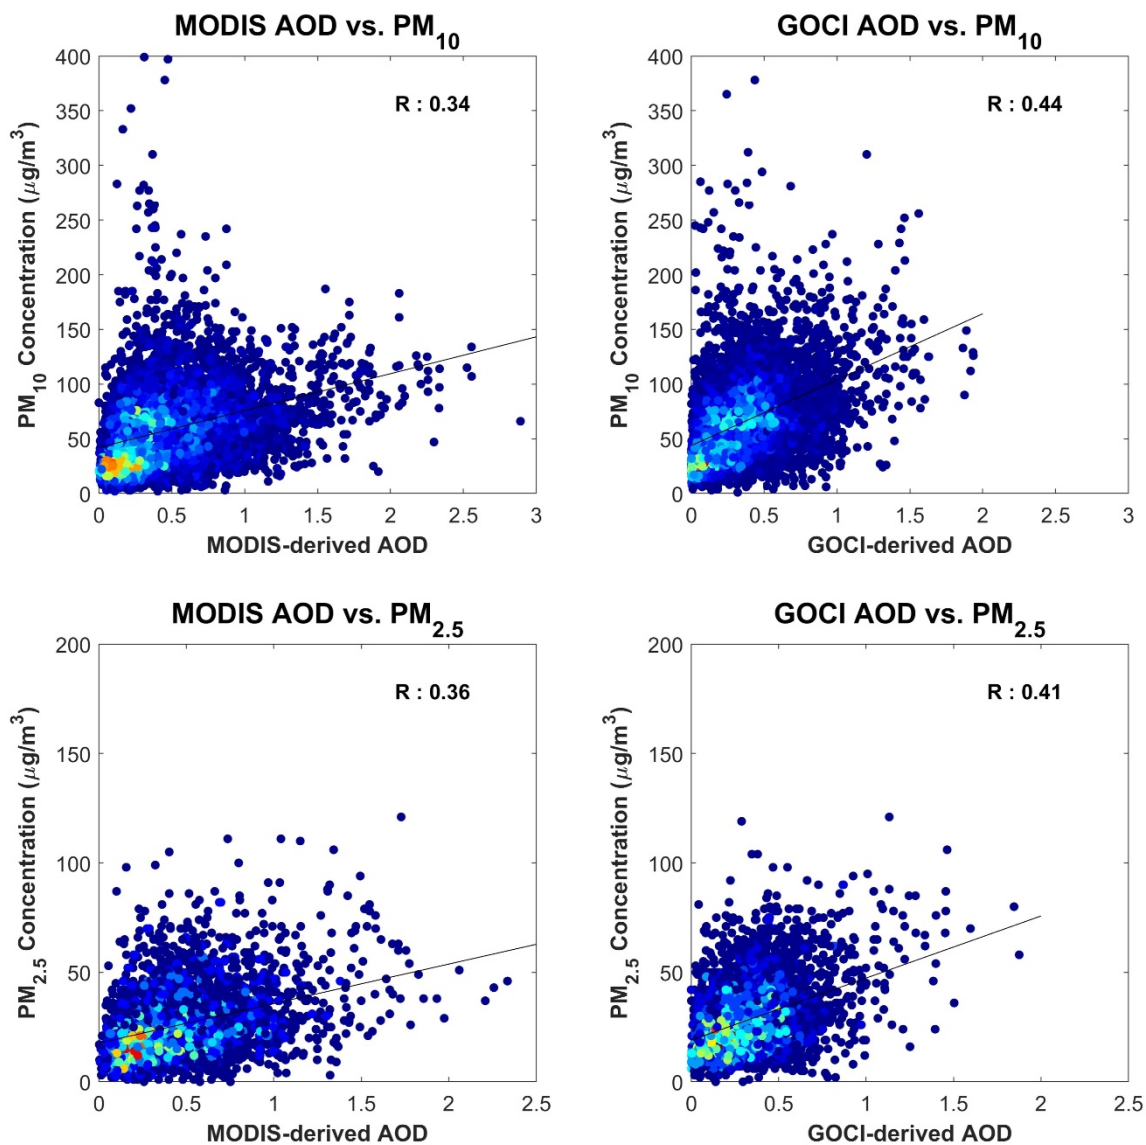 MODIS AOD vs. PM10
R : 0.34
PM10 Concentration (μg/m3)
400
350
300
250
200
150
100
50
0
0 0.5 1 1.5 2 2.5 3
MODIS-derived AOD
GOCI AOD vs. PM10
R : 0.44
PM10 Concentration (μg/m3)
400
350
300
250
200
150
100
50
0
0 0.5 1 1.5 2 2.5 3
GOCI-derived AOD
MODIS AOD vs. PM2.5
R : 0.36
PM2.5 Concentration (μg/m3)
200
150
100
50
0
0 0.5 1 1.5 2 2.5
MODIS-derived AOD
GOCI AOD vs. PM2.5
R : 0.41
PM2.5 Concentration (μg/m3)
200
150
100
50
0
0 0.5 1 1.5 2 2.5
GOCI-derived AOD